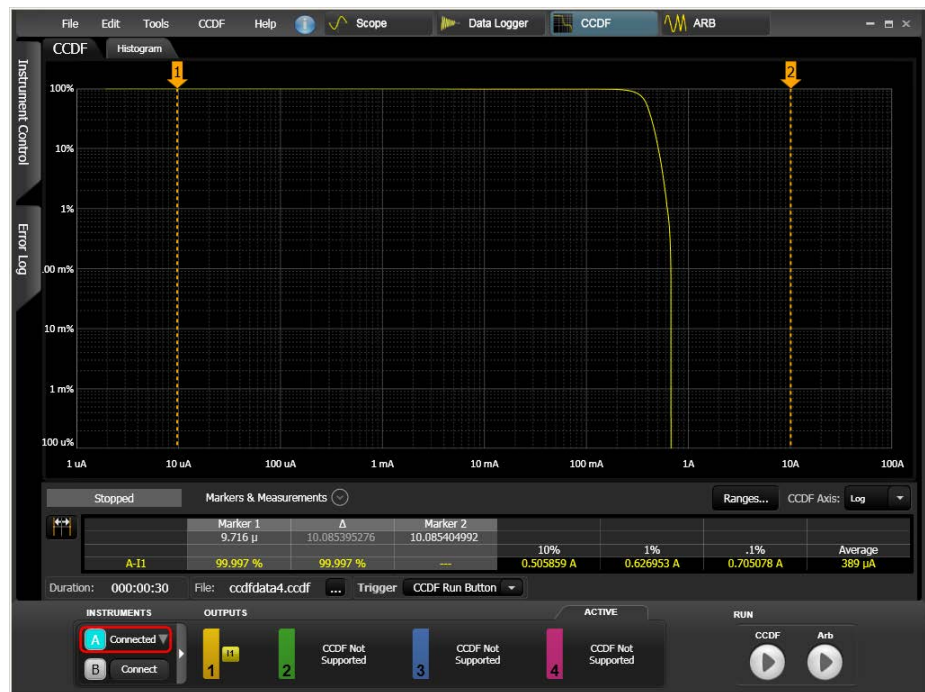 File Edit Tools CCDF Help Scope Data Logger CCDF ARB
CCDF Histogram
Instrument Control
Error Log
1 2
100%
10%
1%
.00 m%
10 m%
1 m%
100 u%
1 uA 10 uA 100 uA 1 mA 10 mA 100 mA 1A 10A 100A
Stopped Markers & Measurements Ranges... CCDF Axis: Log
Marker 1 Δ Marker 2
9.716 µ 10.085395276 10.085404992
10% 1% .1% Average
A-I1 99.997 % 99.997 % --- 0.505859 A 0.626953 A 0.705078 A 389 µA
Duration: 000:00:30 File: ccdfdata4.ccdf ... Trigger CCDF Run Button
INSTRUMENTS OUTPUTS ACTIVE RUN
A Connected
B Connect
1 I1
2 CCDF Not Supported
3 CCDF Not Supported
4 CCDF Not Supported
CCDF Arb